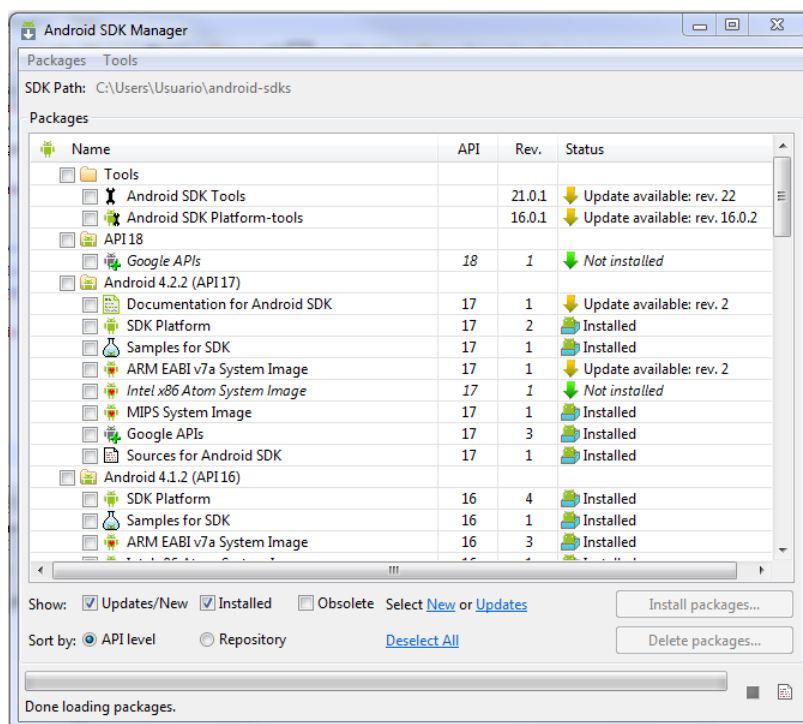 Android SDK Manager
Packages Tools
SDK Path: C:\Users\Usuario\android-sdks
Packages
Name API Rev. Status
Tools
Android SDK Tools 21.0.1 Update available: rev. 22
Android SDK Platform-tools 16.0.1 Update available: rev. 16.0.2
API 18
Google APIs 18 1 Not installed
Android 4.2.2 (API 17)
Documentation for Android SDK 17 1 Update available: rev. 2
SDK Platform 17 2 Installed
Samples for SDK 17 1 Installed
ARM EABI v7a System Image 17 1 Update available: rev. 2
Intel x86 Atom System Image 17 1 Not installed
MIPS System Image 17 1 Installed
Google APIs 17 3 Installed
Sources for Android SDK 17 1 Installed
Android 4.1.2 (API 16)
SDK Platform 16 4 Installed
Samples for SDK 16 1 Installed
ARM EABI v7a System Image 16 3 Installed
Show: Updates/New Installed Obsolete Select New or Updates Install packages...
Sort by: API level Repository Deselect All Delete packages...
Done loading packages.